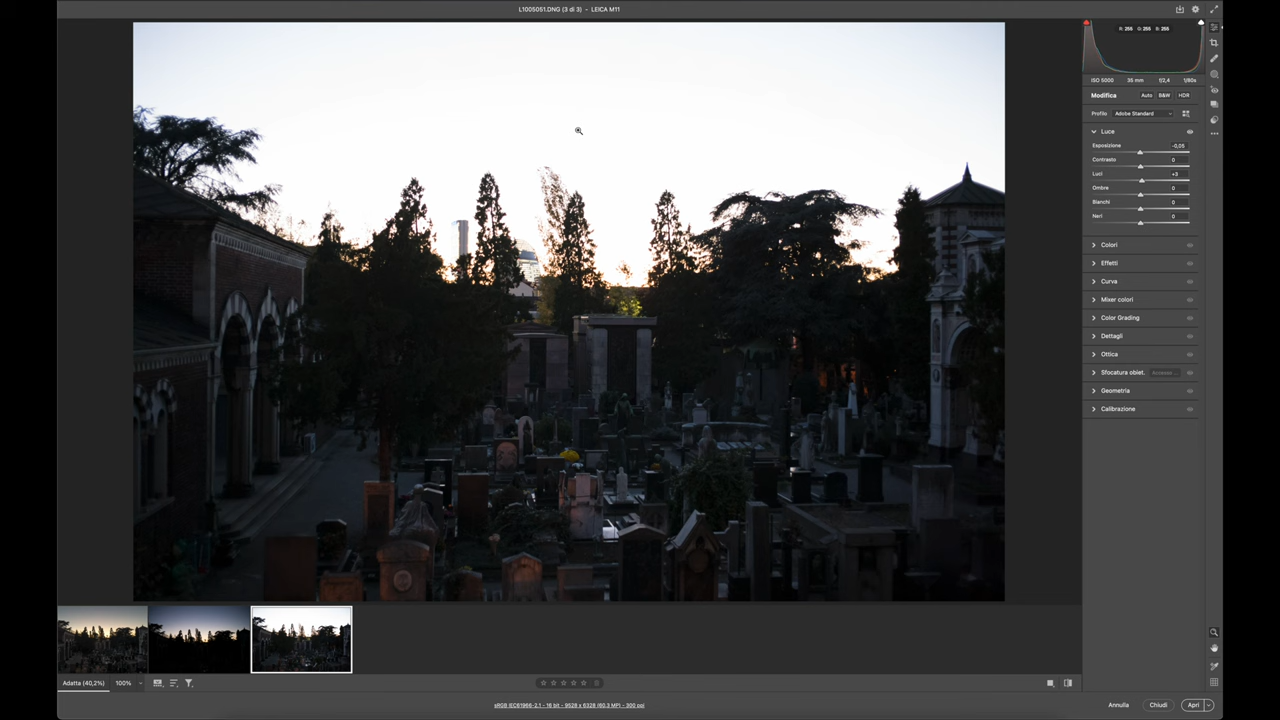 L1005051.DNG (3 di 3) - LEICA M11
R: 255 G: 255 B: 255
ISO 5000 35 mm f/2,4 1/80s
Modifica Auto B&W HDR
Profilo Adobe Standard
Luce
Esposizione -0,05
Contrasto 0
Luci +3
Ombre 0
Bianchi 0
Neri 0
Colori
Effetti
Curva
Mixer colori
Color Grading
Dettagli
Ottica
Sfocatura obiet.
Geometria
Calibrazione
Adatta (40,2%) 100%
sRGB IEC61966-2.1 - 16 bit - 9528 x 6328 (60,3 MP) - 300 ppi
Annulla Chiudi Apri